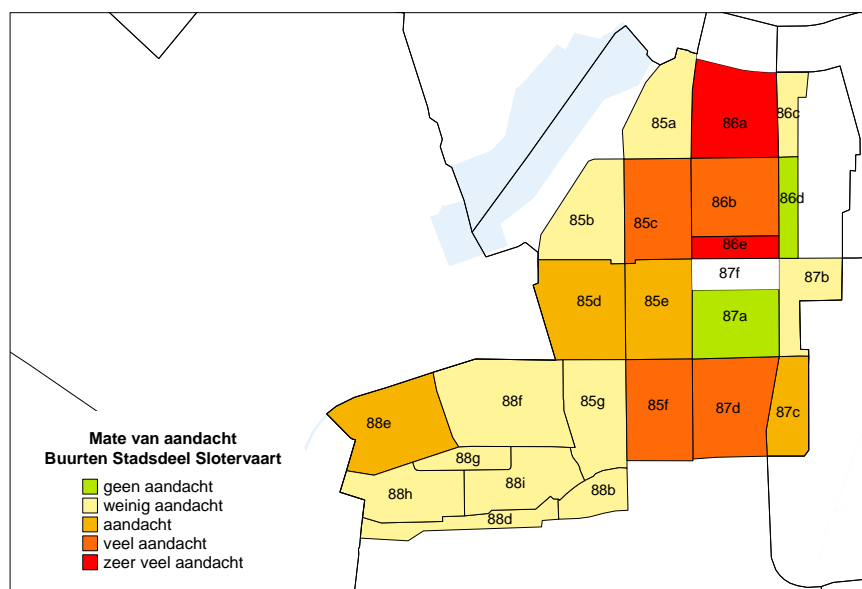 86c
85a
86a
86d
85b
85c
86b
86e
87f
87b
85d
85e
87a
88e
88f
85g
85f
87d
87c
88g
88h
88i
88b
88d
Mate van aandacht
Buurten Stadsdeel Slotervaart
geen aandacht
weinig aandacht
aandacht
veel aandacht
zeer veel aandacht